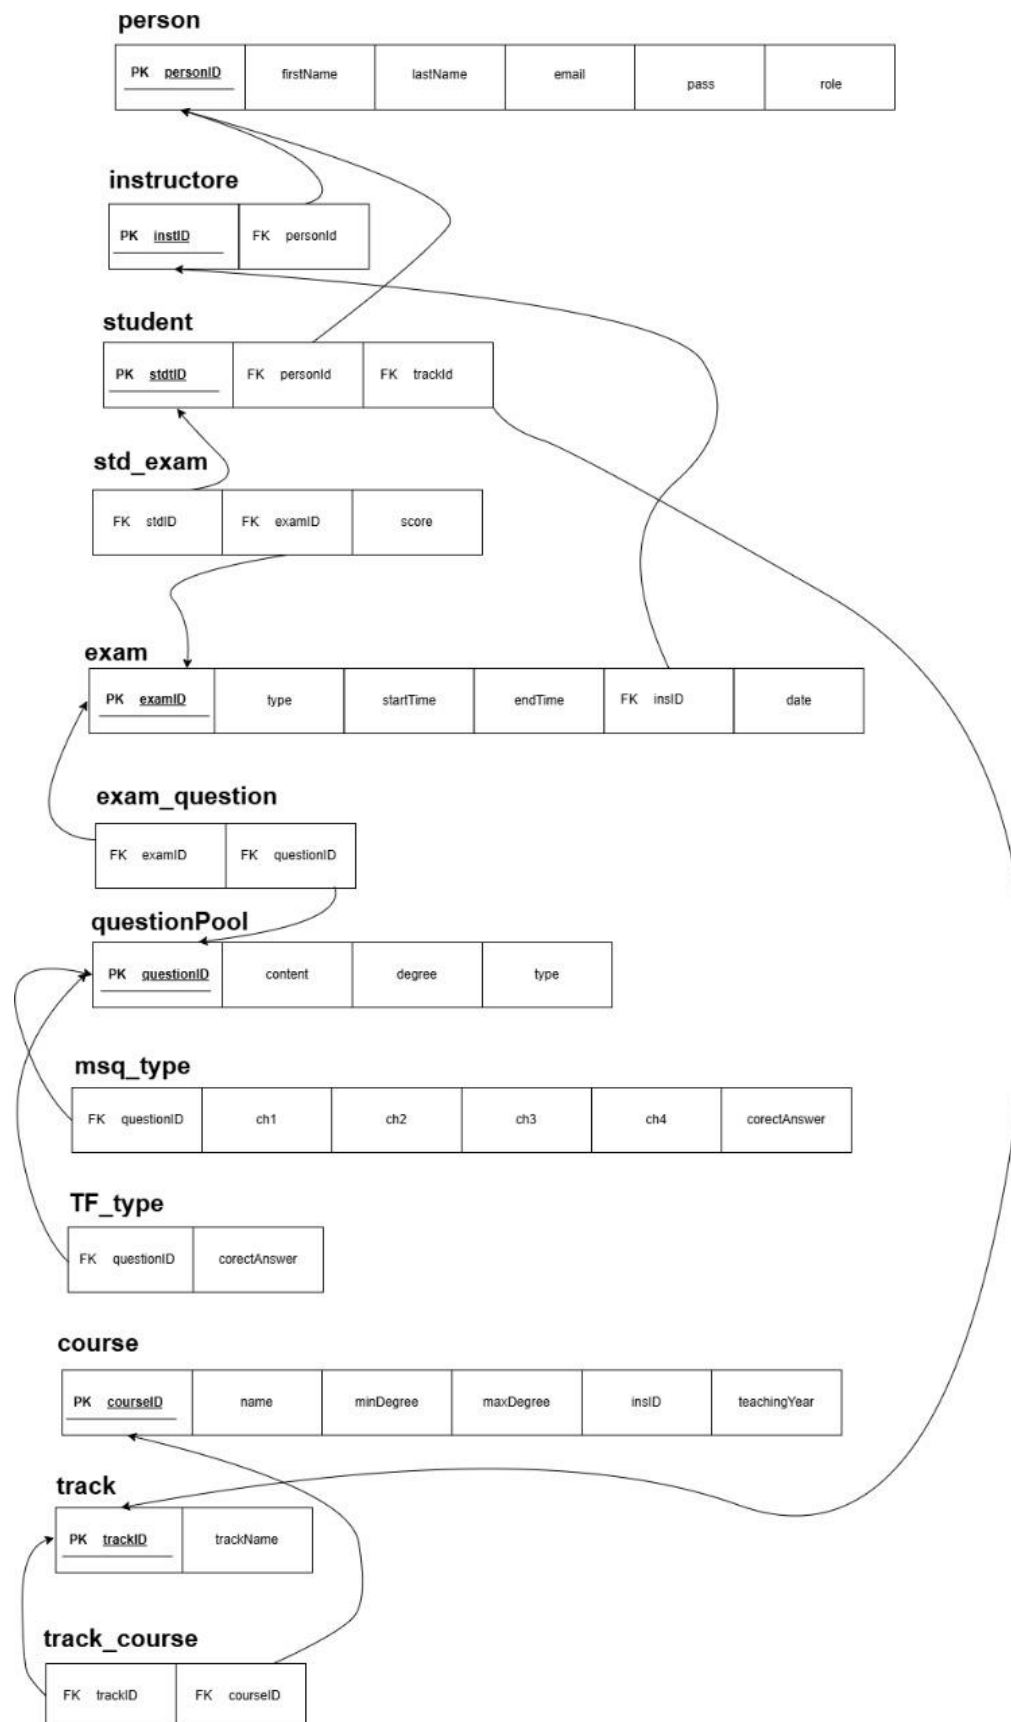 person
PK personID firstName lastName email pass role
instructore
PK instID FK personId
student
PK stdtID FK personId FK trackId
std_exam
FK stdID FK examID score
exam
PK examID type startTime endTime FK insID date
exam_question
FK examID FK questionID
questionPool
PK questionID content degree type
msq_type
FK questionID ch1 ch2 ch3 ch4 corectAnswer
TF_type
FK questionID corectAnswer
course
PK courseID name minDegree maxDegree insID teachingYear
track
PK trackID trackName
track_course
FK trackID FK courseID